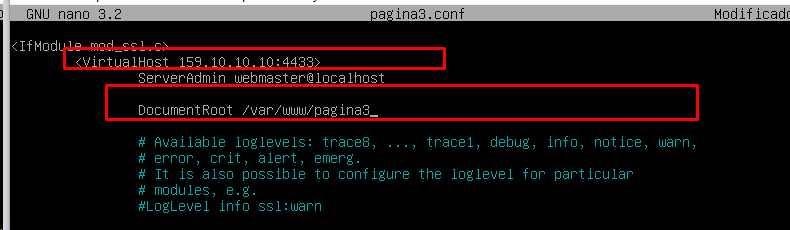 GNU nano 3.2 pagina3.conf Modificado
<IfModule mod_ssl.c>
<VirtualHost 159.10.10.10:4433>
ServerAdmin webmaster@localhost
DocumentRoot /var/www/pagina3_
# Available loglevels: trace8, ..., trace1, debug, info, notice, warn,
# error, crit, alert, emerg.
# It is also possible to configure the loglevel for particular
# modules, e.g.
#LogLevel info ssl:warn